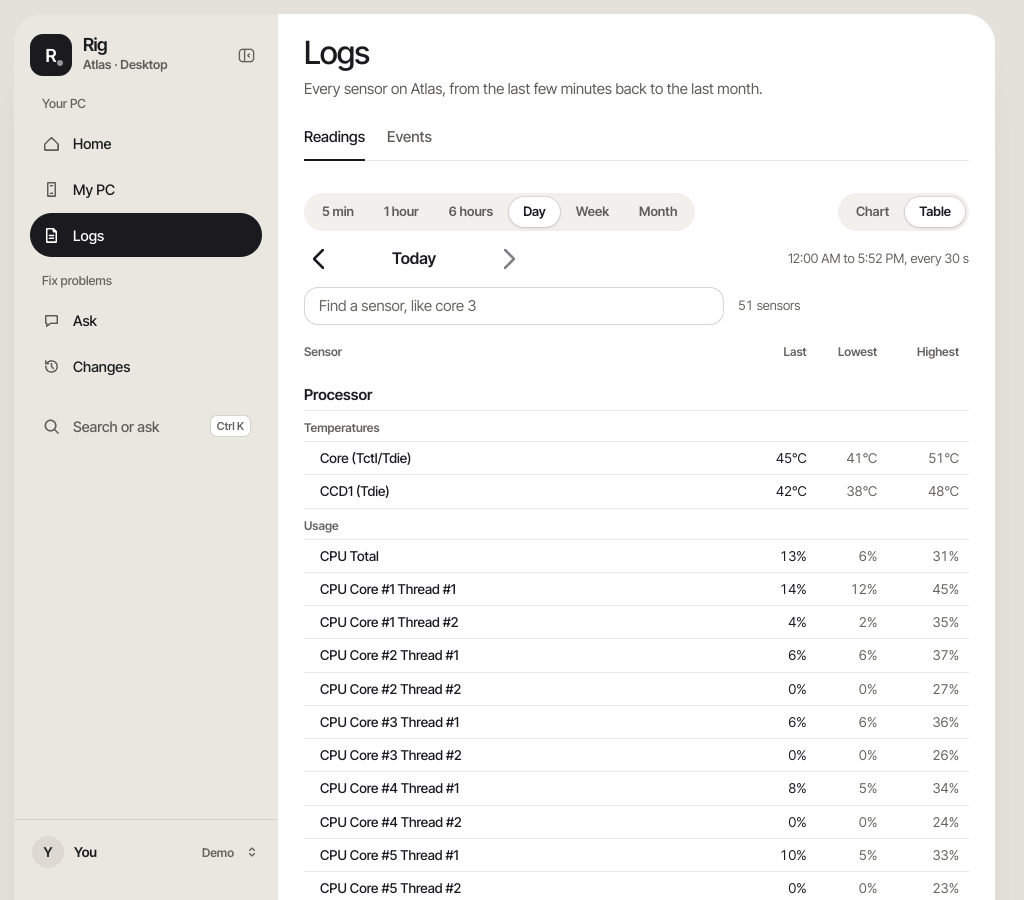 R.
Rig
Atlas · Desktop
Your PC
Home
My PC
Logs
Fix problems
Ask
Changes
Search or ask
Ctrl K
Y
You
Demo
Logs
Every sensor on Atlas, from the last few minutes back to the last month.
Readings Events
5 min 1 hour 6 hours Day Week Month Chart Table
Today 12:00 AM to 5:52 PM, every 30 s
Find a sensor, like core 3 51 sensors
Sensor Last Lowest Highest
Processor
Temperatures
Core (Tctl/Tdie) 45°C 41°C 51°C
CCD1 (Tdie) 42°C 38°C 48°C
Usage
CPU Total 13% 6% 31%
CPU Core #1 Thread #1 14% 12% 45%
CPU Core #1 Thread #2 4% 2% 35%
CPU Core #2 Thread #1 6% 6% 37%
CPU Core #2 Thread #2 0% 0% 27%
CPU Core #3 Thread #1 6% 6% 36%
CPU Core #3 Thread #2 0% 0% 26%
CPU Core #4 Thread #1 8% 5% 34%
CPU Core #4 Thread #2 0% 0% 24%
CPU Core #5 Thread #1 10% 5% 33%
CPU Core #5 Thread #2 0% 0% 23%